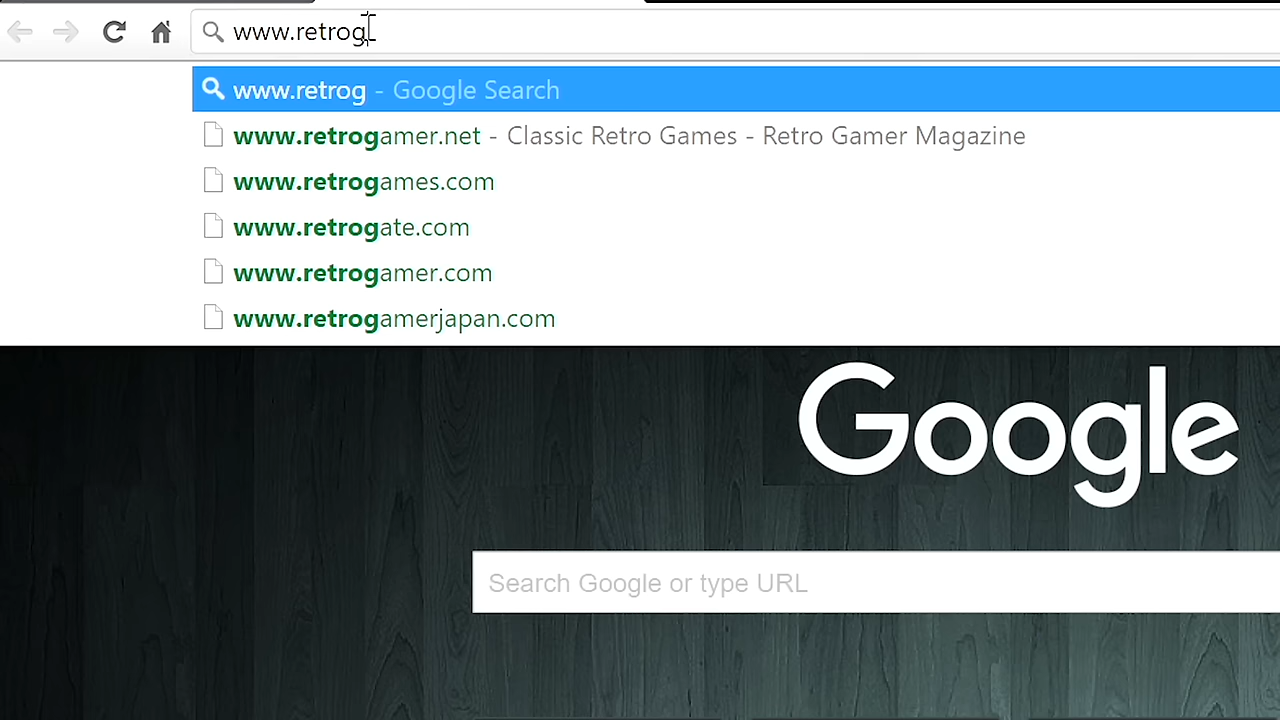 www.retrog
www.retrog - Google Search
www.retrogamer.net - Classic Retro Games - Retro Gamer Magazine
www.retrogames.com
www.retrogate.com
www.retrogamer.com
www.retrogamerjapan.com
Google
Search Google or type URL